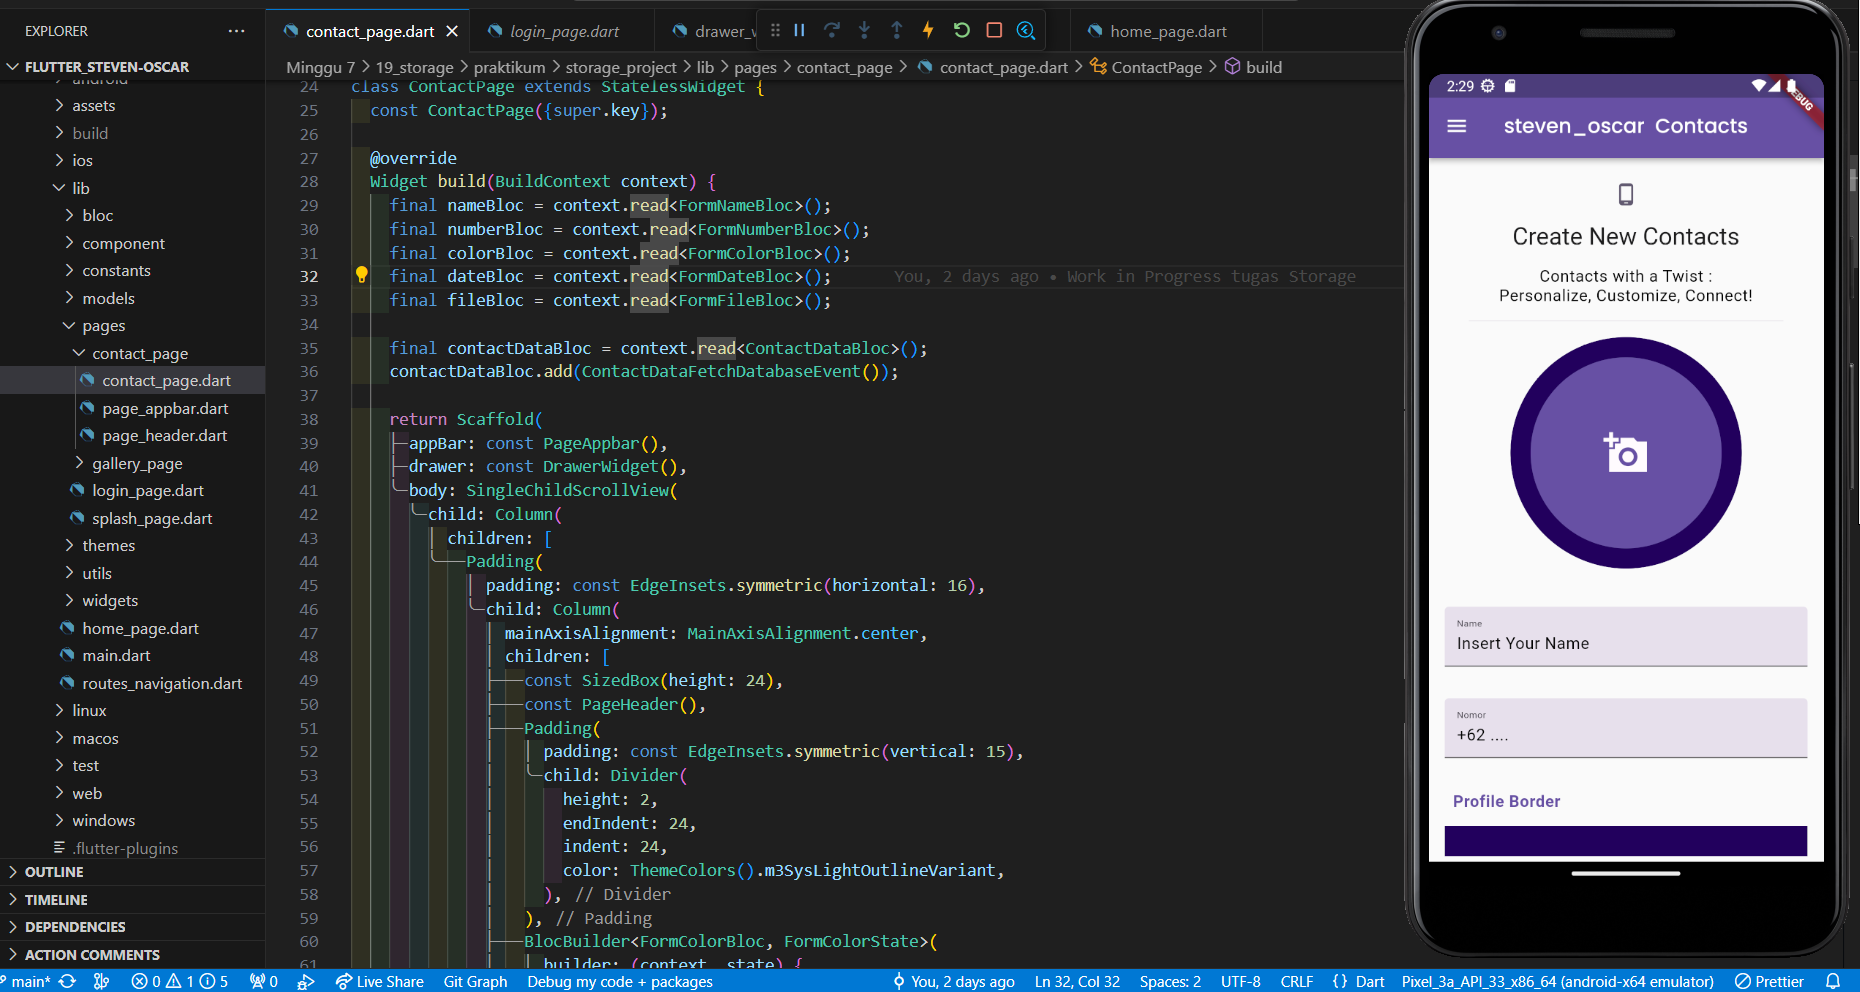 EXPLORER
FLUTTER_STEVEN-OSCAR
android
assets
build
ios
lib
bloc
component
constants
models
pages
contact_page
contact_page.dart
page_appbar.dart
page_header.dart
gallery_page
login_page.dart
splash_page.dart
themes
utils
widgets
home_page.dart
main.dart
routes_navigation.dart
linux
macos
test
web
windows
.flutter-plugins
OUTLINE
TIMELINE
DEPENDENCIES
ACTION COMMENTS
contact_page.dart
login_page.dart
drawer_w
home_page.dart
Minggu 7 > 19_storage > praktikum > storage_project > lib > pages > contact_page > contact_page.dart > ContactPage > build
24 class ContactPage extends StatelessWidget {
25 const ContactPage({super.key});
26
27 @override
28 Widget build(BuildContext context) {
29 final nameBloc = context.read<FormNameBloc>();
30 final numberBloc = context.read<FormNumberBloc>();
31 final colorBloc = context.read<FormColorBloc>();
32 final dateBloc = context.read<FormDateBloc>(); You, 2 days ago • Work in Progress tugas Storage
33 final fileBloc = context.read<FormFileBloc>();
34
35 final contactDataBloc = context.read<ContactDataBloc>();
36 contactDataBloc.add(ContactDataFetchDatabaseEvent());
37
38 return Scaffold(
39 appBar: const PageAppbar(),
40 drawer: const DrawerWidget(),
41 body: SingleChildScrollView(
42 child: Column(
43 children: [
44 Padding(
45 padding: const EdgeInsets.symmetric(horizontal: 16),
46 child: Column(
47 mainAxisAlignment: MainAxisAlignment.center,
48 children: [
49 const SizedBox(height: 24),
50 const PageHeader(),
51 Padding(
52 padding: const EdgeInsets.symmetric(vertical: 15),
53 child: Divider(
54 height: 2,
55 endIndent: 24,
56 indent: 24,
57 color: ThemeColors().m3SysLightOutlineVariant,
58 ), // Divider
59 ), // Padding
60 BlocBuilder<FormColorBloc, FormColorState>(
61 builder: (context, state) {
2:29
DEBUG
steven_oscar Contacts
Create New Contacts
Contacts with a Twist :
Personalize, Customize, Connect!
Name
Insert Your Name
Nomor
+62 ....
Profile Border
main* 0 1 5 0 Live Share Git Graph Debug my code + packages You, 2 days ago Ln 32, Col 32 Spaces: 2 UTF-8 CRLF {} Dart Pixel_3a_API_33_x86_64 (android-x64 emulator) Prettier